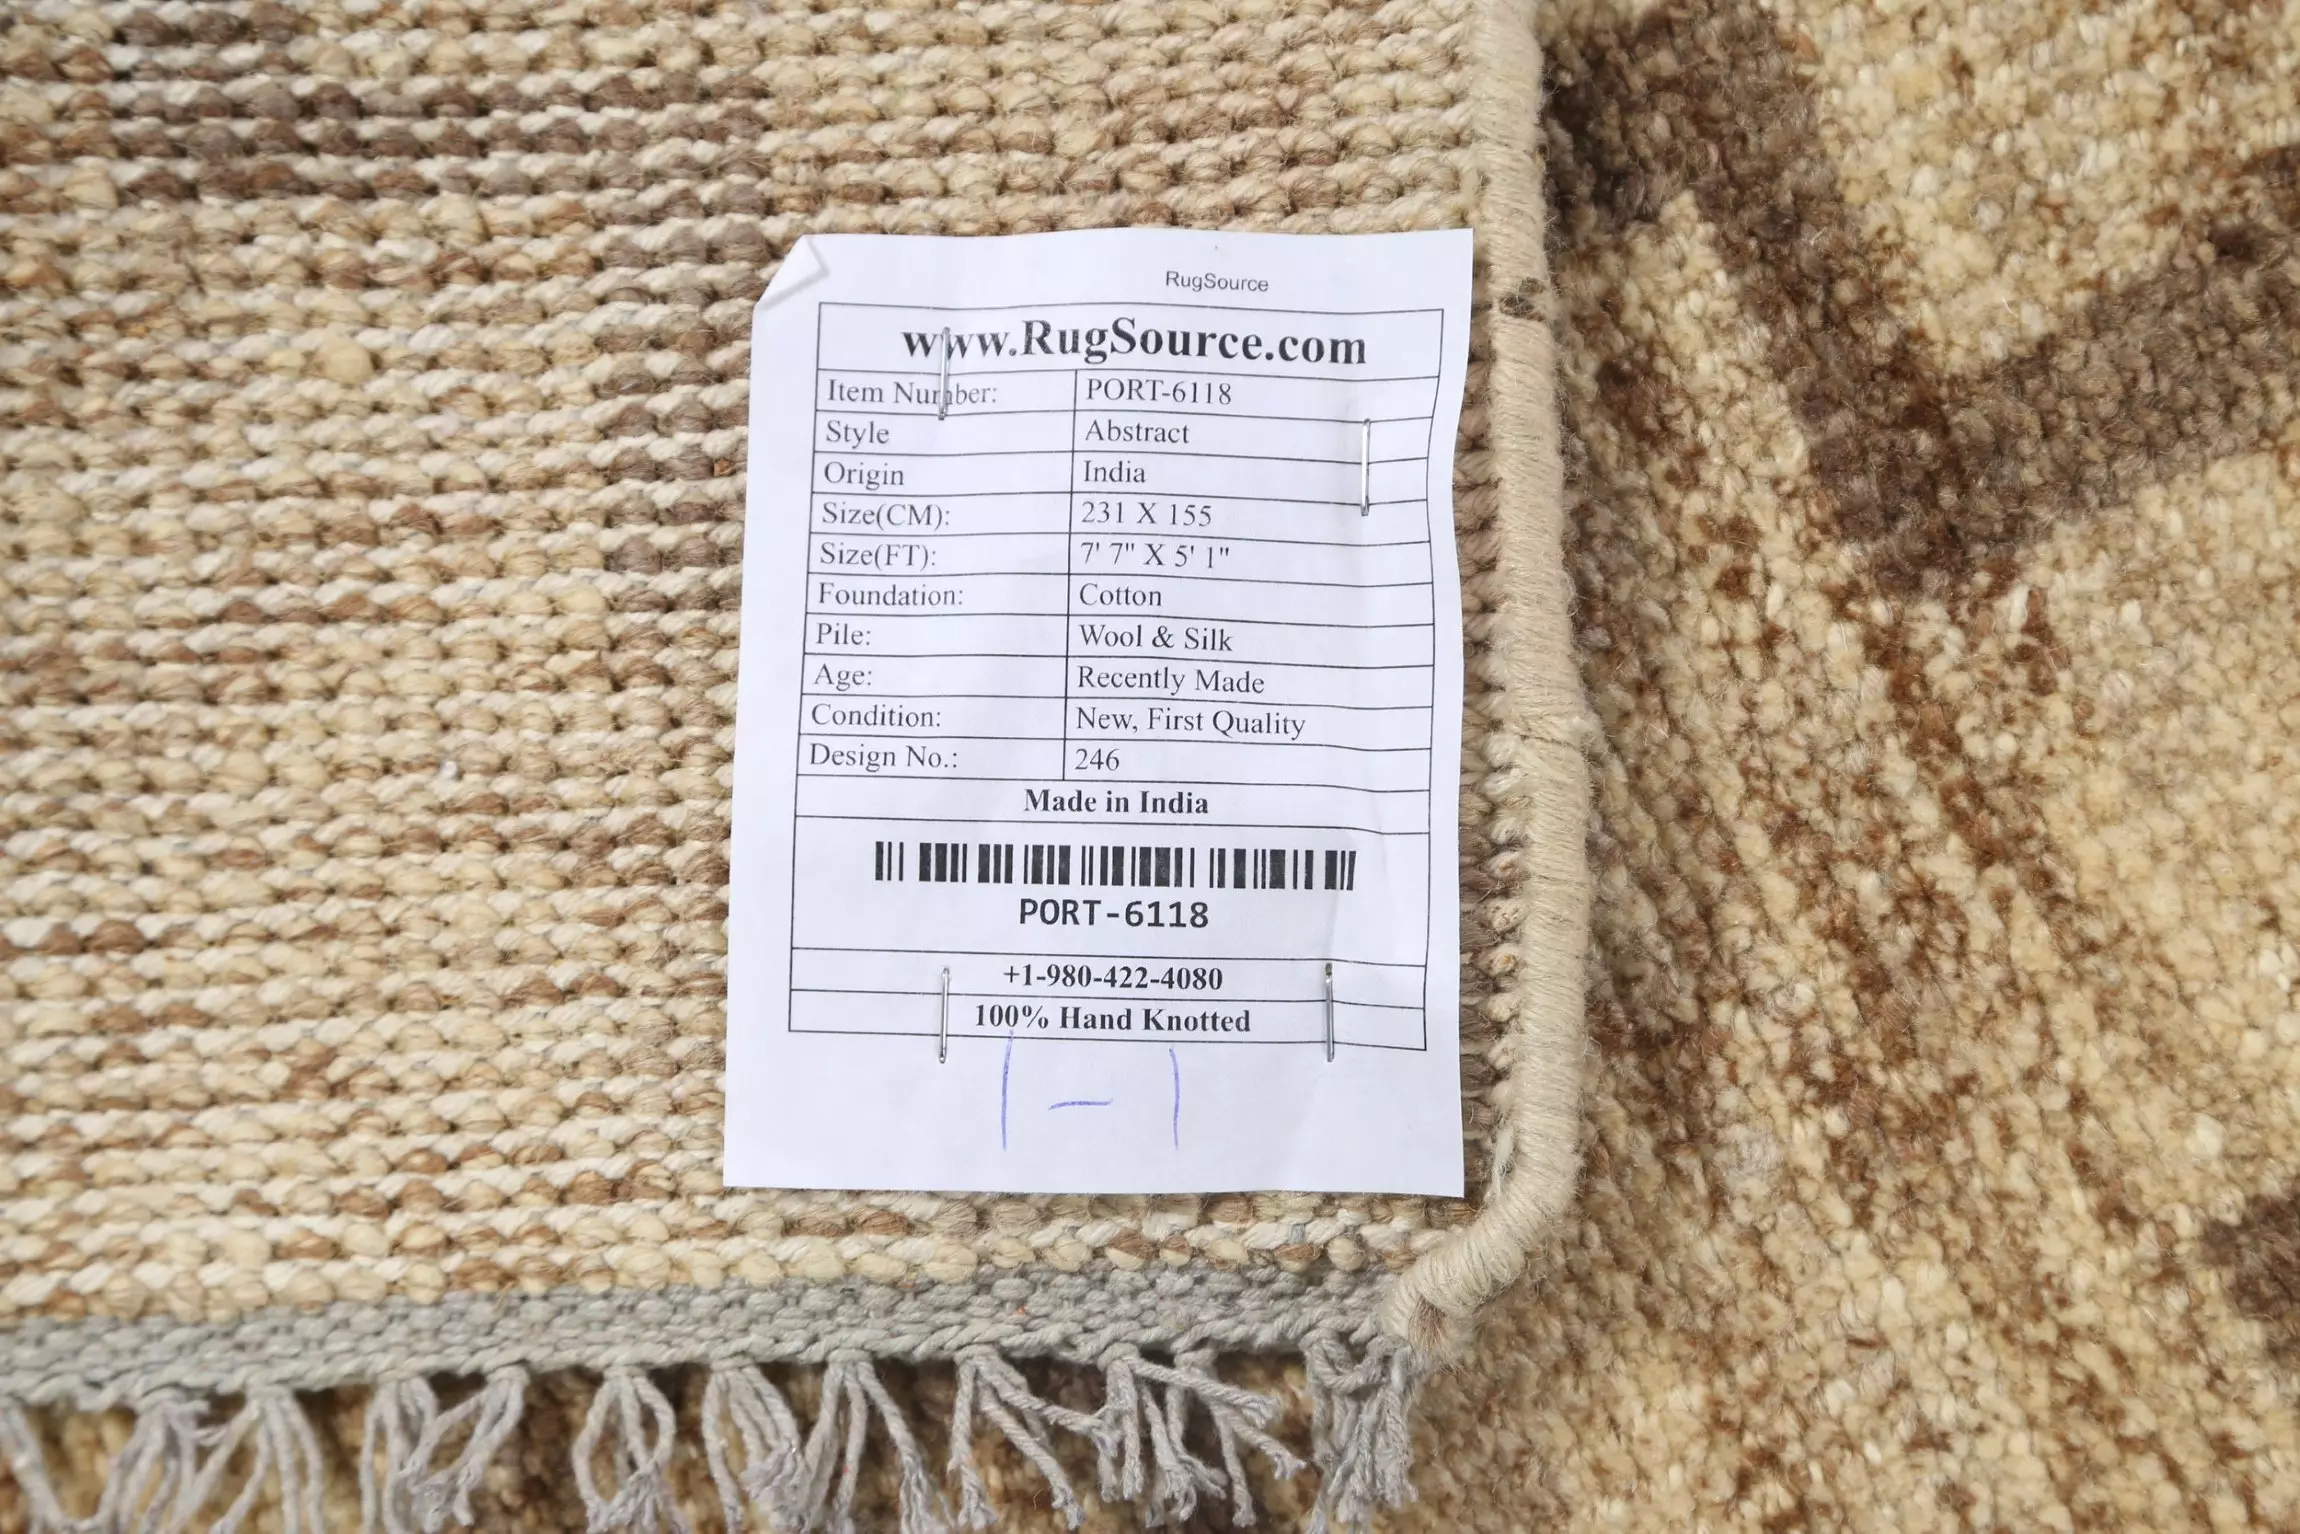 RugSource
www.RugSource.com
Item Number: PORT-6118
Style Abstract
Origin India
Size(CM): 231 X 155
Size(FT): 7' 7" X 5' 1"
Foundation: Cotton
Pile: Wool & Silk
Age: Recently Made
Condition: New, First Quality
Design No.: 246
Made in India
PORT-6118
+1-980-422-4080
100% Hand Knotted
1 - 1